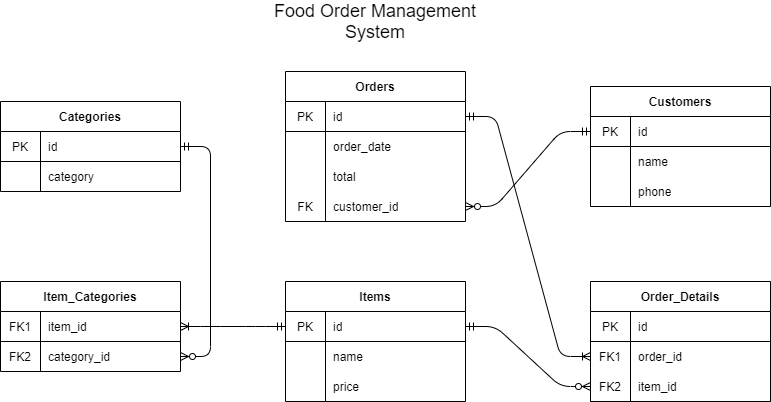 Food Order Management
System
Orders
PK id
order_date
total
FK customer_id
Customers
PK id
name
phone
Categories
PK id
category
Item_Categories
FK1 item_id
FK2 category_id
Items
PK id
name
price
Order_Details
PK id
FK1 order_id
FK2 item_id